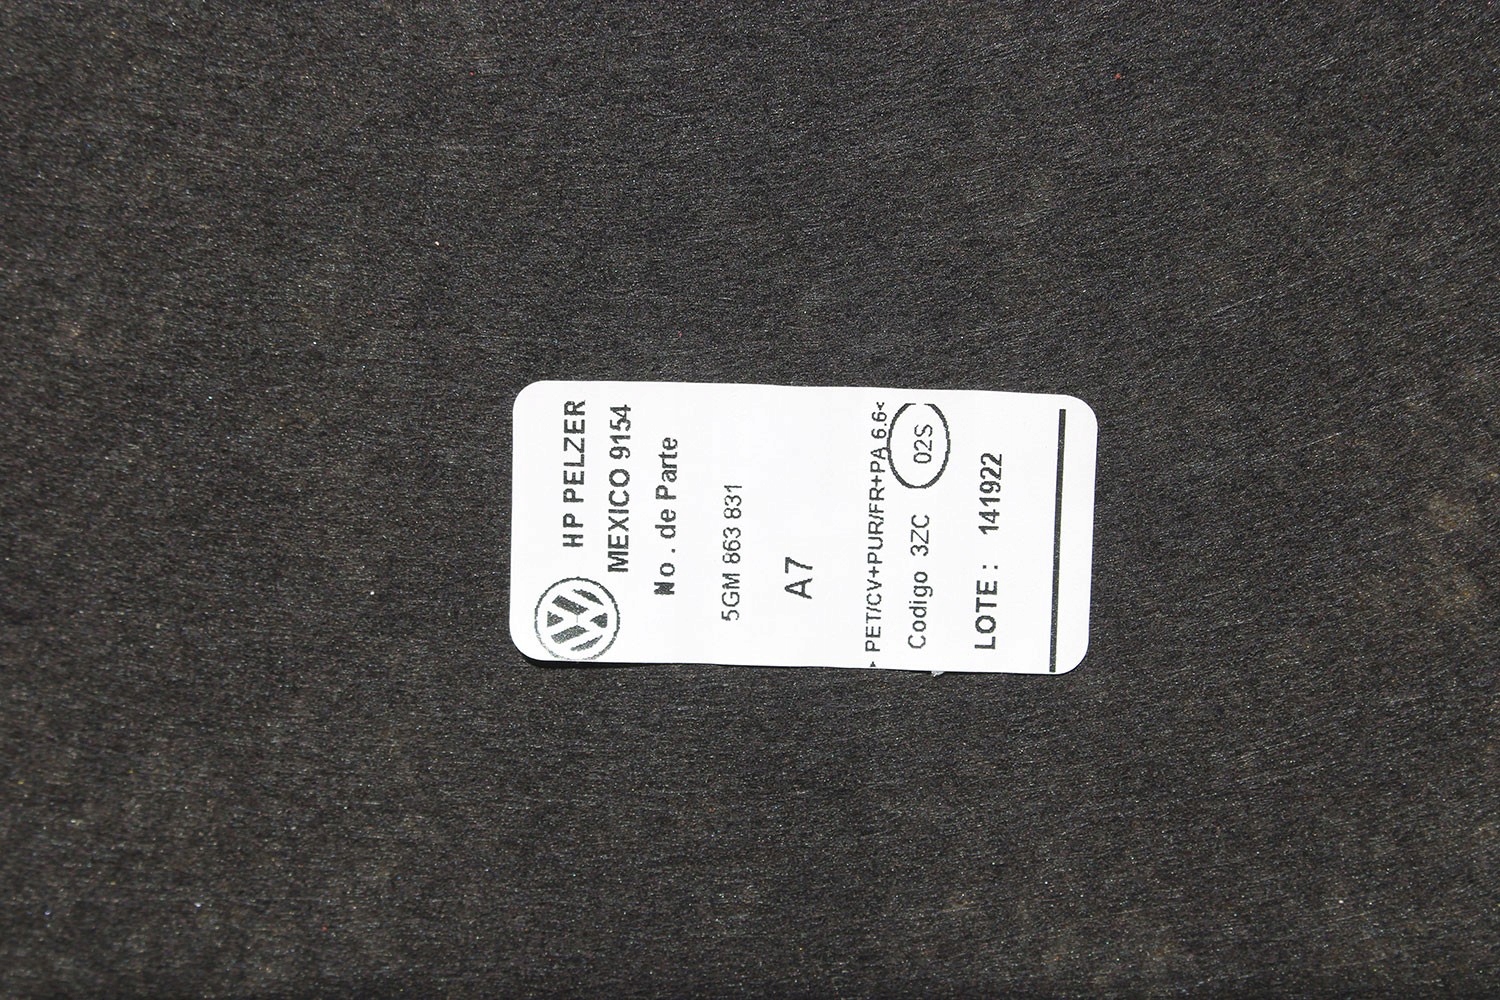 HP PELZER
MEXICO 9154
No. de Parte
5GM 863 831
A7
>PET/CV+PUR/FR+PA 6.6<
Codigo 3ZC 02S
LOTE : 141922